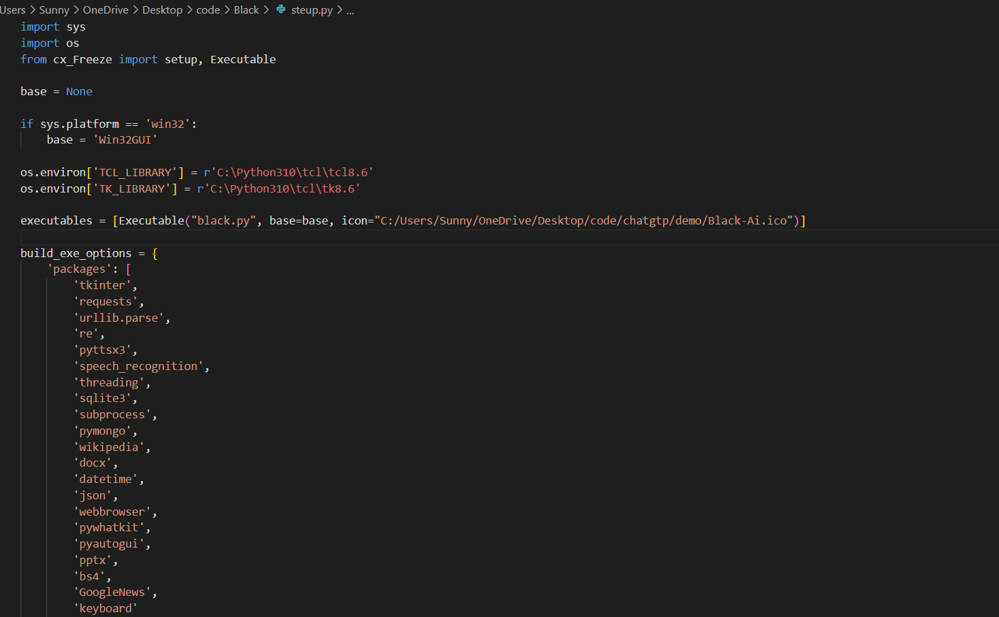 Users > Sunny > OneDrive > Desktop > code > Black > steup.py > ...
import sys
import os
from cx_Freeze import setup, Executable
base = None
if sys.platform == 'win32':
    base = 'Win32GUI'
os.environ['TCL_LIBRARY'] = r'C:\Python310\tcl\tcl8.6'
os.environ['TK_LIBRARY'] = r'C:\Python310\tcl\tk8.6'
executables = [Executable("black.py", base=base, icon="C:/Users/Sunny/OneDrive/Desktop/code/chatgtp/demo/Black-Ai.ico")]
build_exe_options = {
    'packages': [
        'tkinter',
        'requests',
        'urllib.parse',
        're',
        'pyttsx3',
        'speech_recognition',
        'threading',
        'sqlite3',
        'subprocess',
        'pymongo',
        'wikipedia',
        'docx',
        'datetime',
        'json',
        'webbrowser',
        'pywhatkit',
        'pyautogui',
        'pptx',
        'bs4',
        'GoogleNews',
        'keyboard'